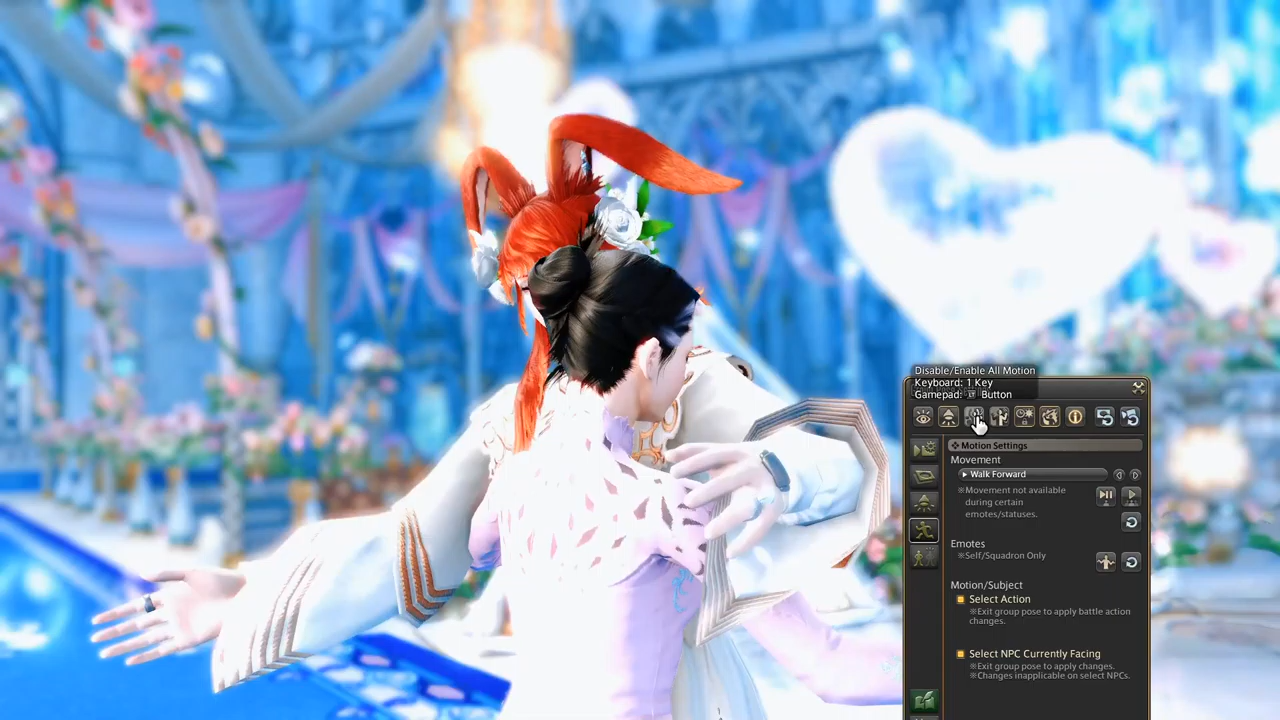 Disable/Enable All Motion
Keyboard: 1 Key
Gamepad: Button
Motion Settings
Movement
Walk Forward
※Movement not available
during certain
emotes/statuses.
Emotes
※Self/Squadron Only
Motion/Subject
Select Action
※Exit group pose to apply battle action
changes.
Select NPC Currently Facing
※Exit group pose to apply changes.
※Changes inapplicable on select NPCs.